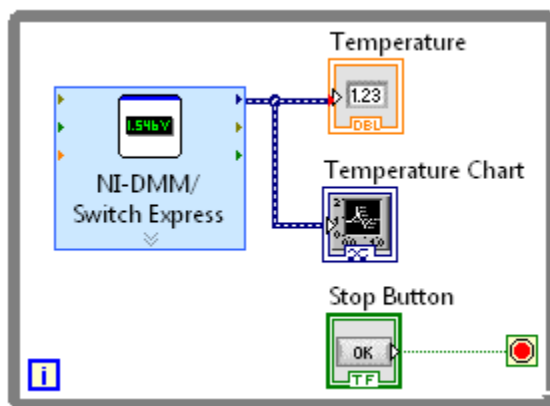 Temperature
1.23
DBL
1.546V
NI-DMM/
Switch Express
Temperature Chart
Stop Button
OK
TF
i